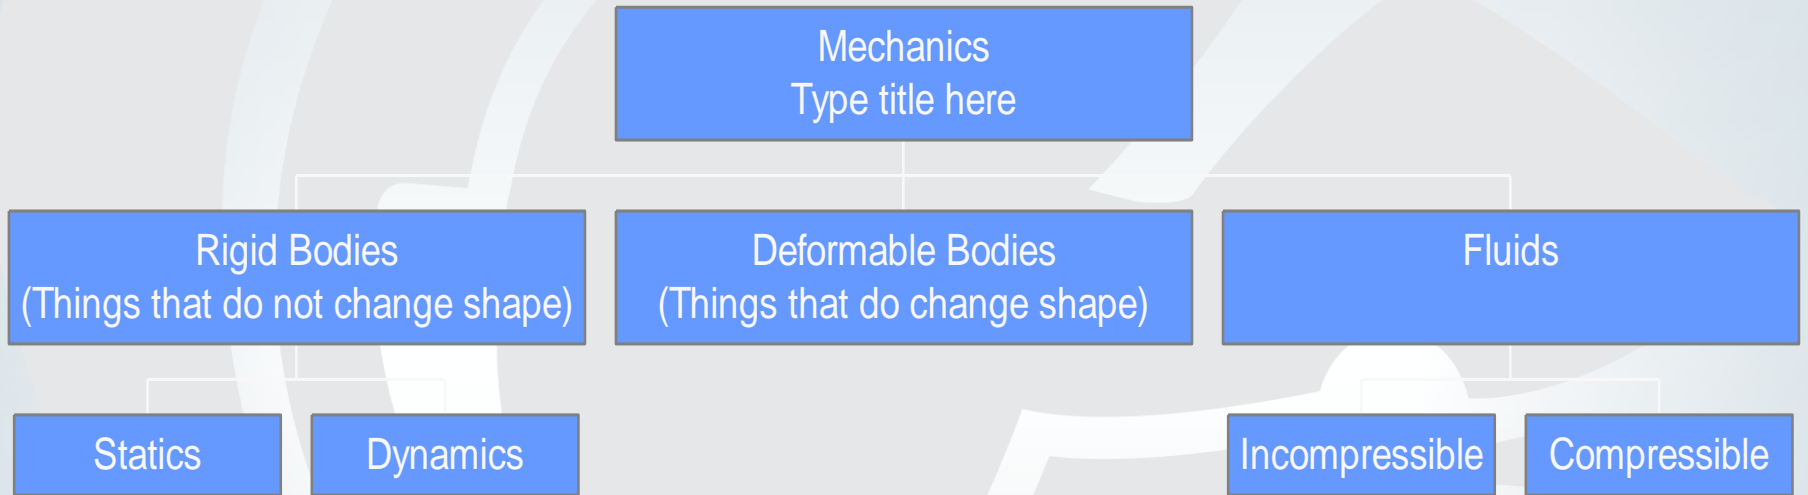 Mechanics
Type title here
Rigid Bodies
(Things that do not change shape)
Deformable Bodies
(Things that do change shape)
Fluids
Statics
Dynamics
Incompressible
Compressible